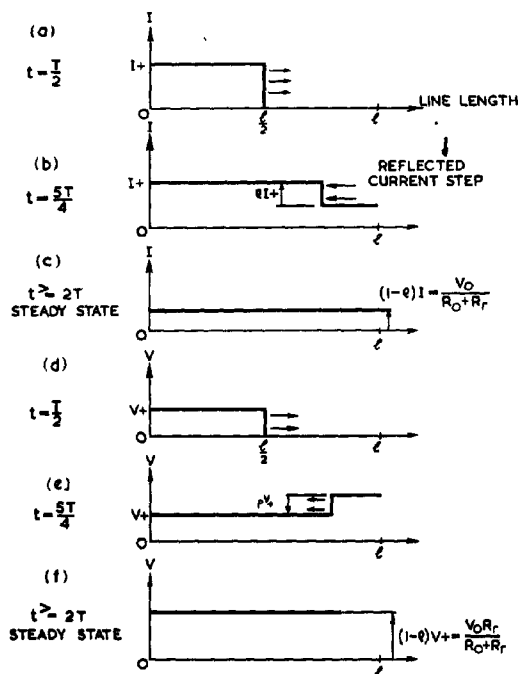 (a)
t = T/2
I
I+
O
ℓ/2
ℓ
LINE LENGTH
(b)
t = 5T/4
I
I+
ϱI+
O
ℓ
REFLECTED
CURRENT STEP
(c)
t >= 2T
STEADY STATE
I
O
ℓ
(1-ϱ)I = V₀/(R₀+Rᵣ)
(d)
t = T/2
V
V+
O
ℓ/2
ℓ
(e)
t = 5T/4
V
V+
ρV+
O
ℓ
(f)
t >= 2T
STEADY STATE
V
O
ℓ
(1-ϱ)V+ = V₀Rᵣ/(R₀+Rᵣ)